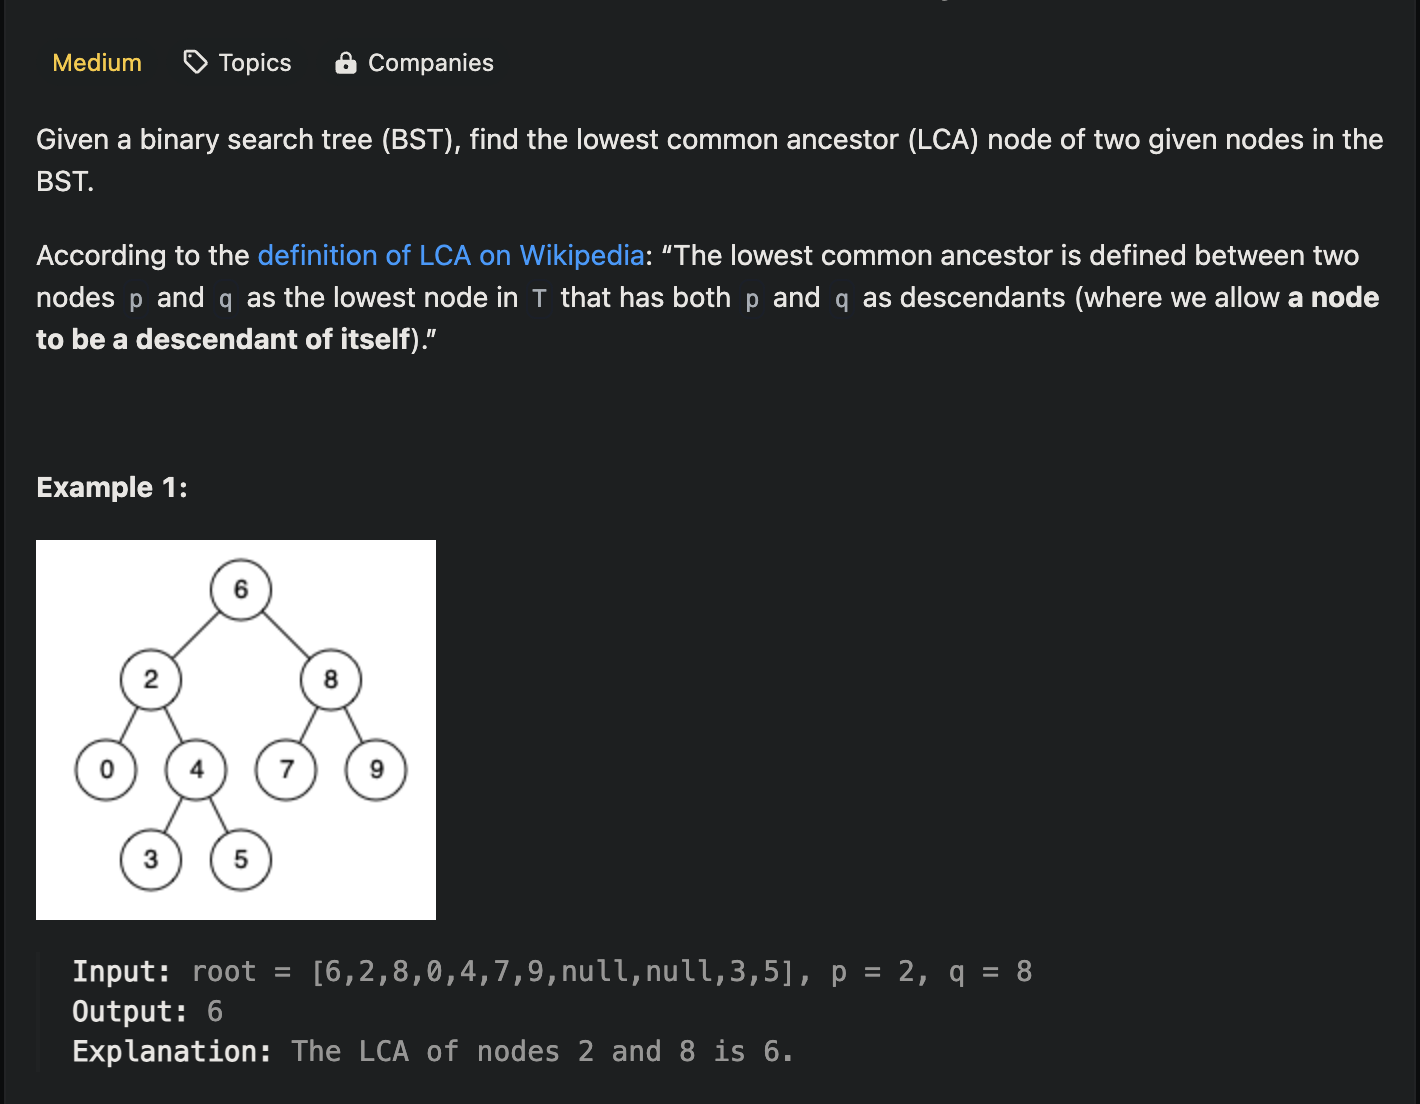 Medium Topics Companies
Given a binary search tree (BST), find the lowest common ancestor (LCA) node of two given nodes in the
BST.
According to the definition of LCA on Wikipedia: “The lowest common ancestor is defined between two
nodes p and q as the lowest node in T that has both p and q as descendants (where we allow a node
to be a descendant of itself).”
Example 1:
6
2 8
0 4 7 9
3 5
Input: root = [6,2,8,0,4,7,9,null,null,3,5], p = 2, q = 8
Output: 6
Explanation: The LCA of nodes 2 and 8 is 6.